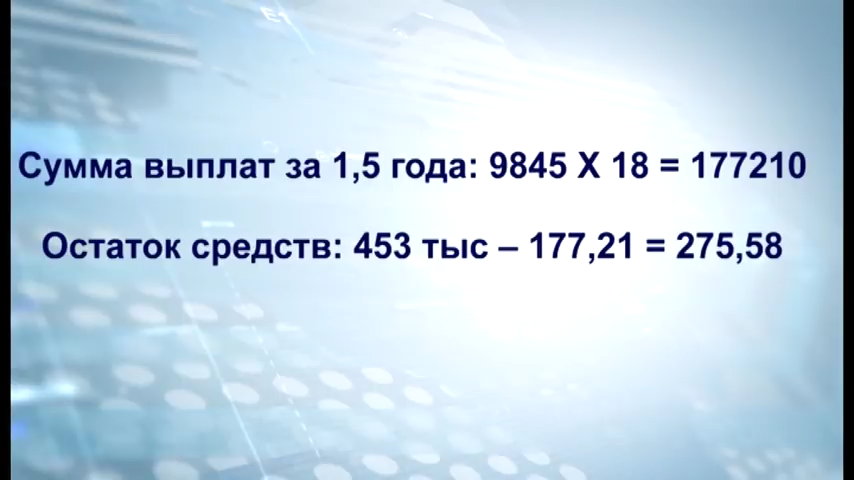 Сумма выплат за 1,5 года: 9845 X 18 = 177210
Остаток средств: 453 тыс – 177,21 = 275,58